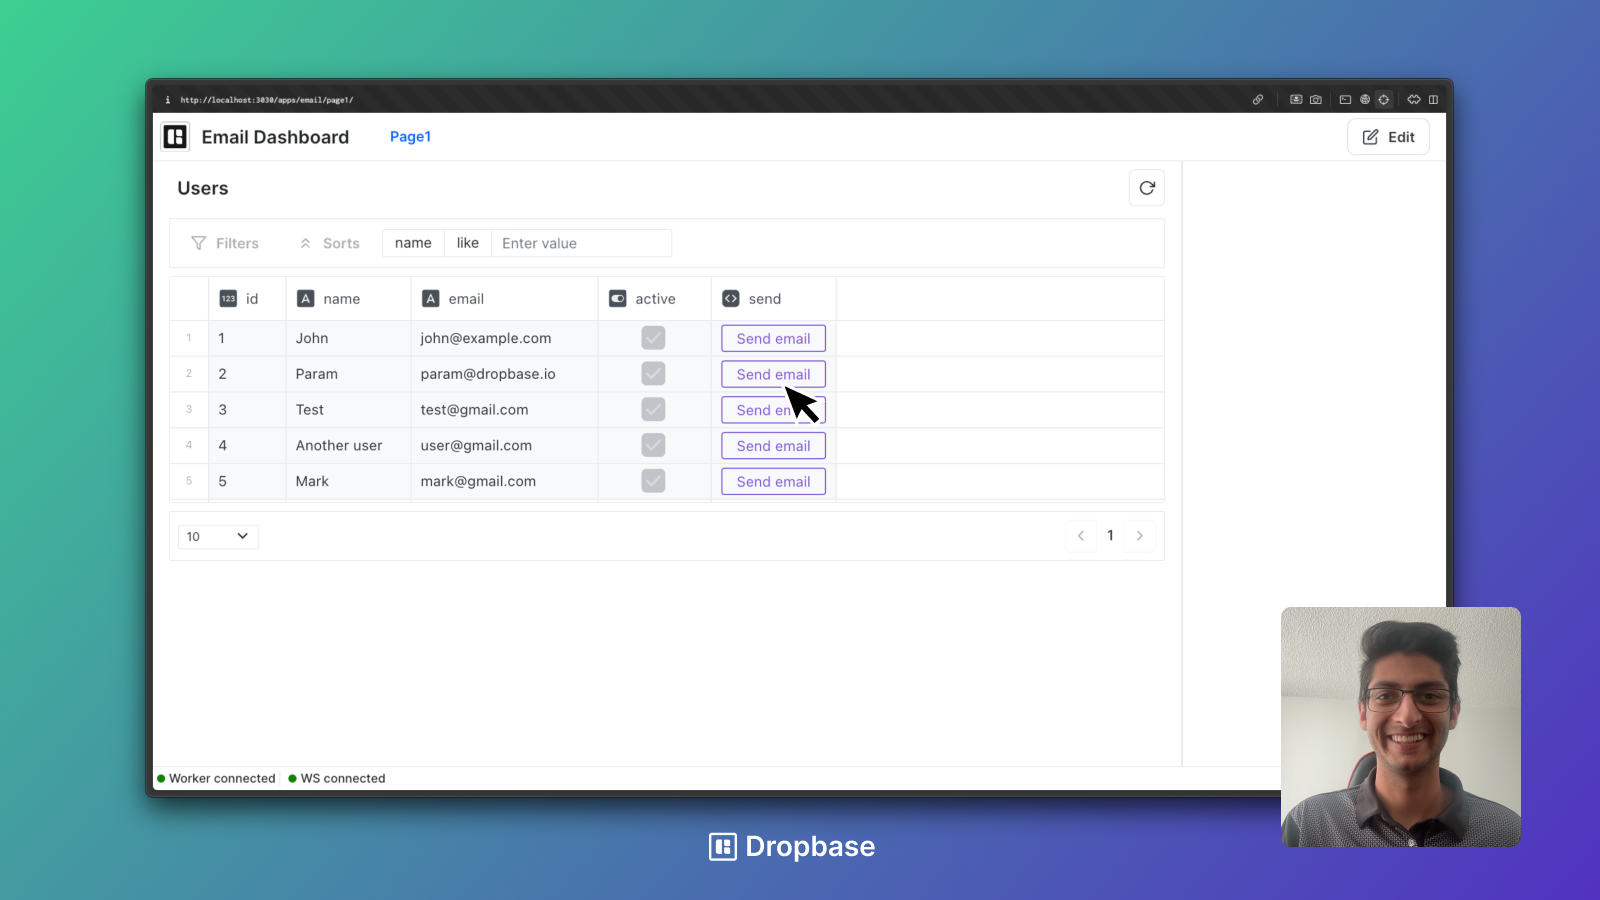 http://localhost:3030/apps/email/page1/
Email Dashboard Page1 Edit
Users
Filters Sorts name like Enter value
123 id A name A email active <> send
1 1 John john@example.com Send email
2 2 Param param@dropbase.io Send email
3 3 Test test@gmail.com Send
4 4 Another user user@gmail.com Send email
5 5 Mark mark@gmail.com Send email
10 < 1 >
Worker connected WS connected
Dropbase